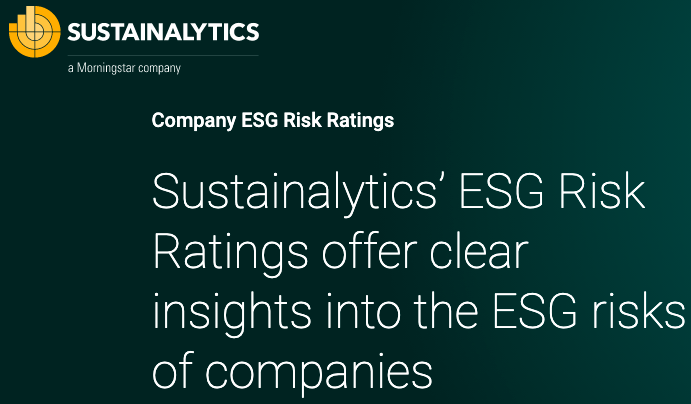 SUSTAINALYTICS
a Morningstar company
Company ESG Risk Ratings
Sustainalytics’ ESG Risk
Ratings offer clear
insights into the ESG risks
of companies